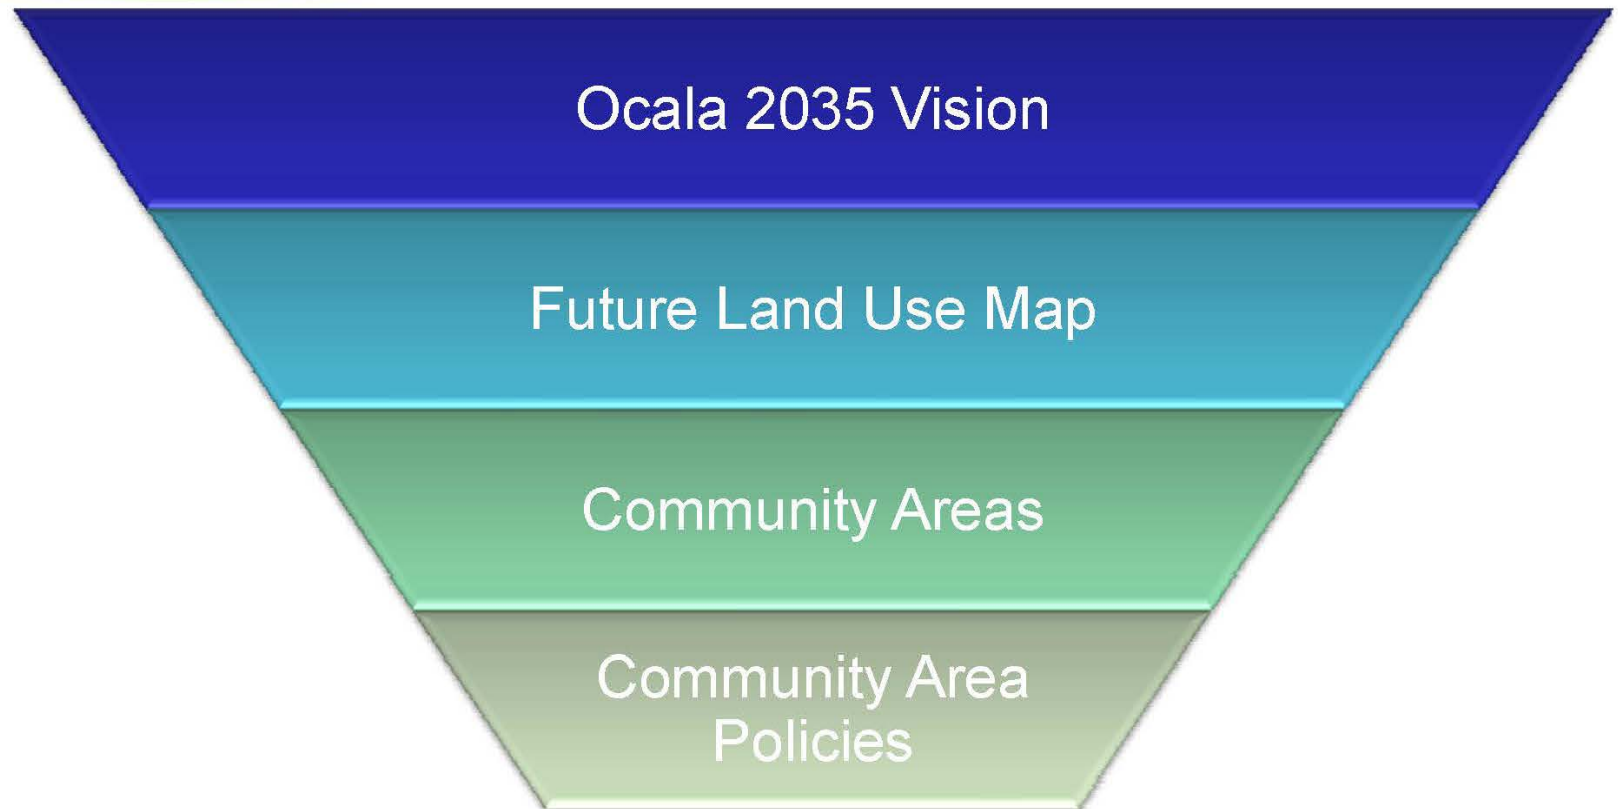 Ocala 2035 Vision
Future Land Use Map
Community Areas
Community Area
Policies